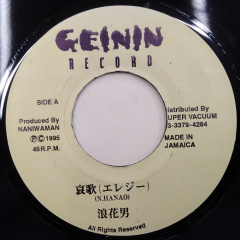 GEININ
RECORD
SIDE A
Produced By
NANIWAMAN
Ⓟ©1995
45 R.P.M.
Distributed By
SUPER VACUUM
3-3379-4284
MADE IN
JAMAICA
哀歌(エレジー)
(N.HANAO)
浪花男
All Rights Reserved